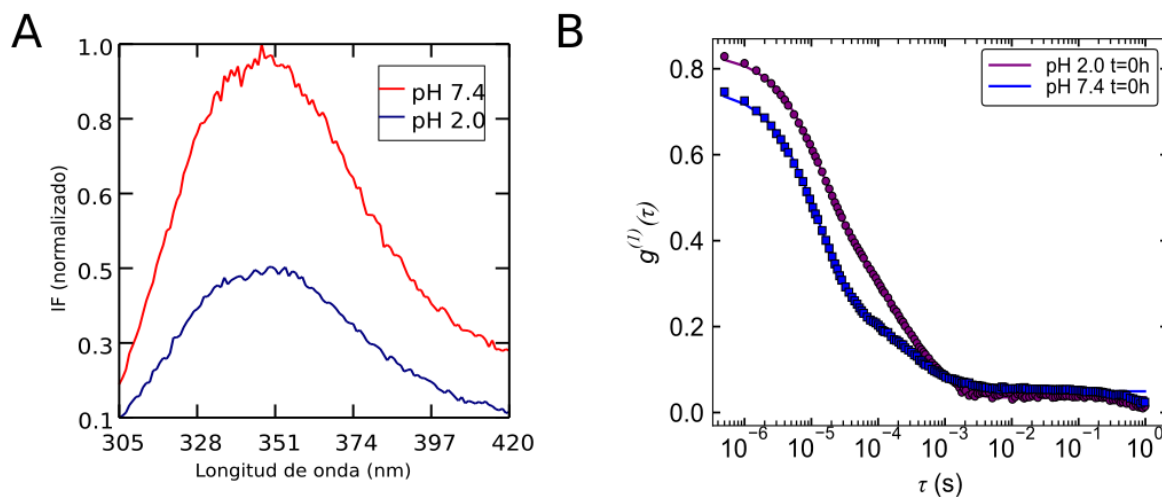 A
1.0
1.0
0.8
0.6
0.5
0.3
0.1
305
328
351
374
397
420
IF (normalizado)
Longitud de onda (nm)
pH 7.4
pH 2.0
B
0.8
0.6
0.4
0.2
0.0
10⁻⁶
10⁻⁵
10⁻⁴
10⁻³
10⁻²
10⁻¹
10⁰
g⁽¹⁾(τ)
τ (s)
pH 2.0 t=0h
pH 7.4 t=0h